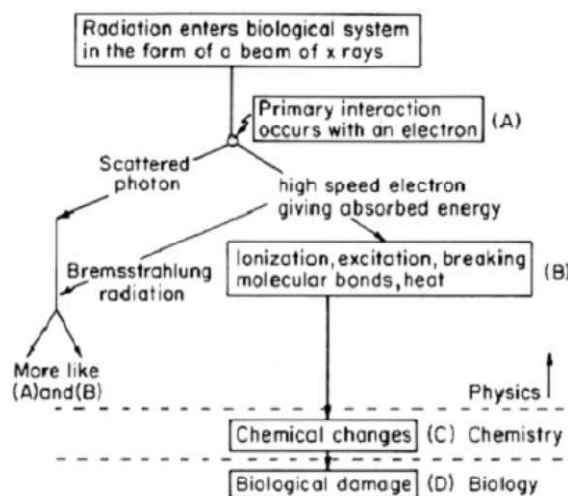 Radiation enters biological system
in the form of a beam of x rays
Primary interaction
occurs with an electron
(A)
Scattered
photon
high speed electron
giving absorbed energy
Bremsstrahlung
radiation
Ionization, excitation, breaking
molecular bonds, heat
(B)
More like
(A)and(B)
Physics
Chemical changes (C) Chemistry
Biological damage (D) Biology